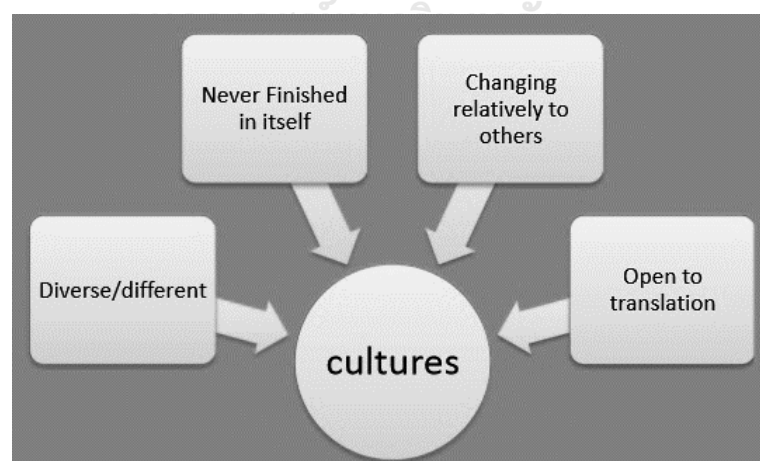 Never Finished
in itself
Changing
relatively to
others
Diverse/different
Open to
translation
cultures